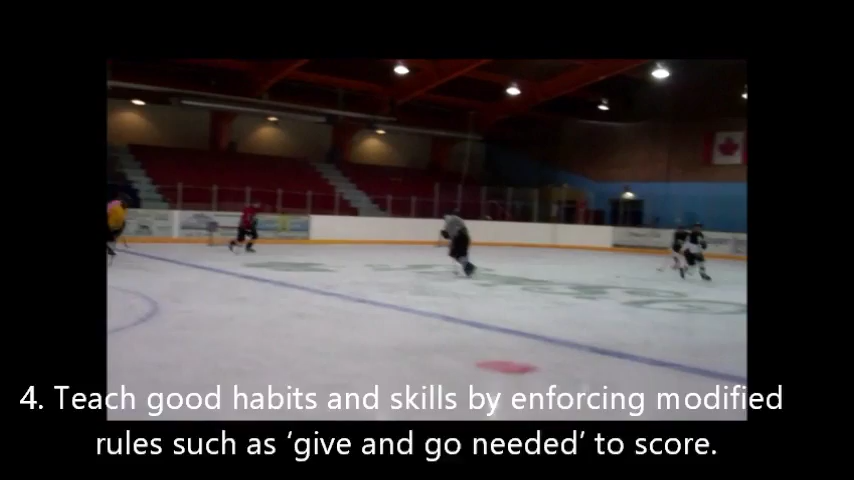 4. Teach good habits and skills by enforcing modified
rules such as ‘give and go needed’ to score.